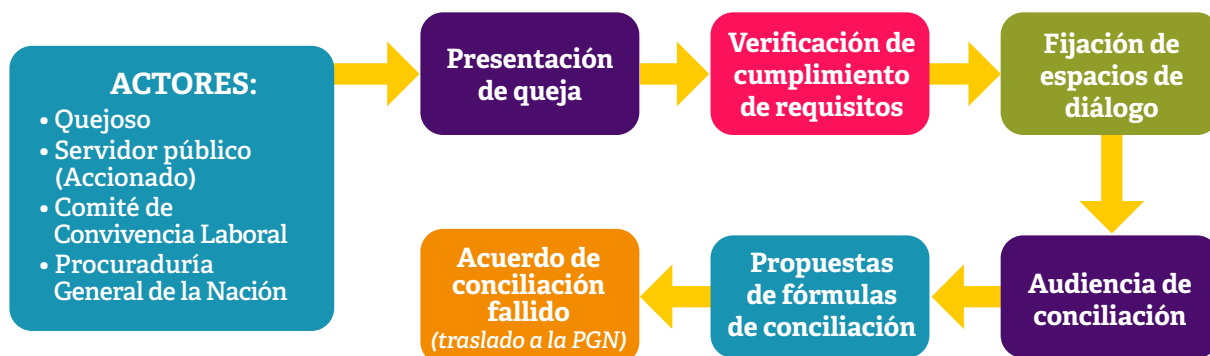 ACTORES:
• Quejoso
• Servidor público
(Accionado)
• Comité de
Convivencia Laboral
• Procuraduría
General de la Nación
Presentación
de queja
Verificación de
cumplimiento
de requisitos
Fijación de
espacios de
diálogo
Audiencia de
conciliación
Propuestas
de fórmulas
de conciliación
Acuerdo de
conciliación
fallido
(traslado a la PGN)